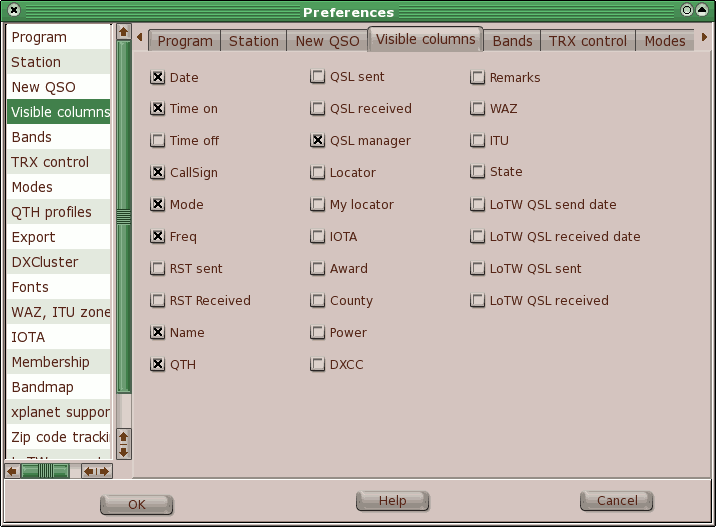 Preferences
Program
Station
New QSO
Visible columns
Bands
TRX control
Modes
QTH profiles
Export
DXCluster
Fonts
WAZ, ITU zone
IOTA
Membership
Bandmap
xplanet suppor
Zip code tracki
Program Station New QSO Visible columns Bands TRX control Modes
Date QSL sent Remarks
Time on QSL received WAZ
Time off QSL manager ITU
CallSign Locator State
Mode My locator LoTW QSL send date
Freq IOTA LoTW QSL received date
RST sent Award LoTW QSL sent
RST Received County LoTW QSL received
Name Power
QTH DXCC
OK Help Cancel